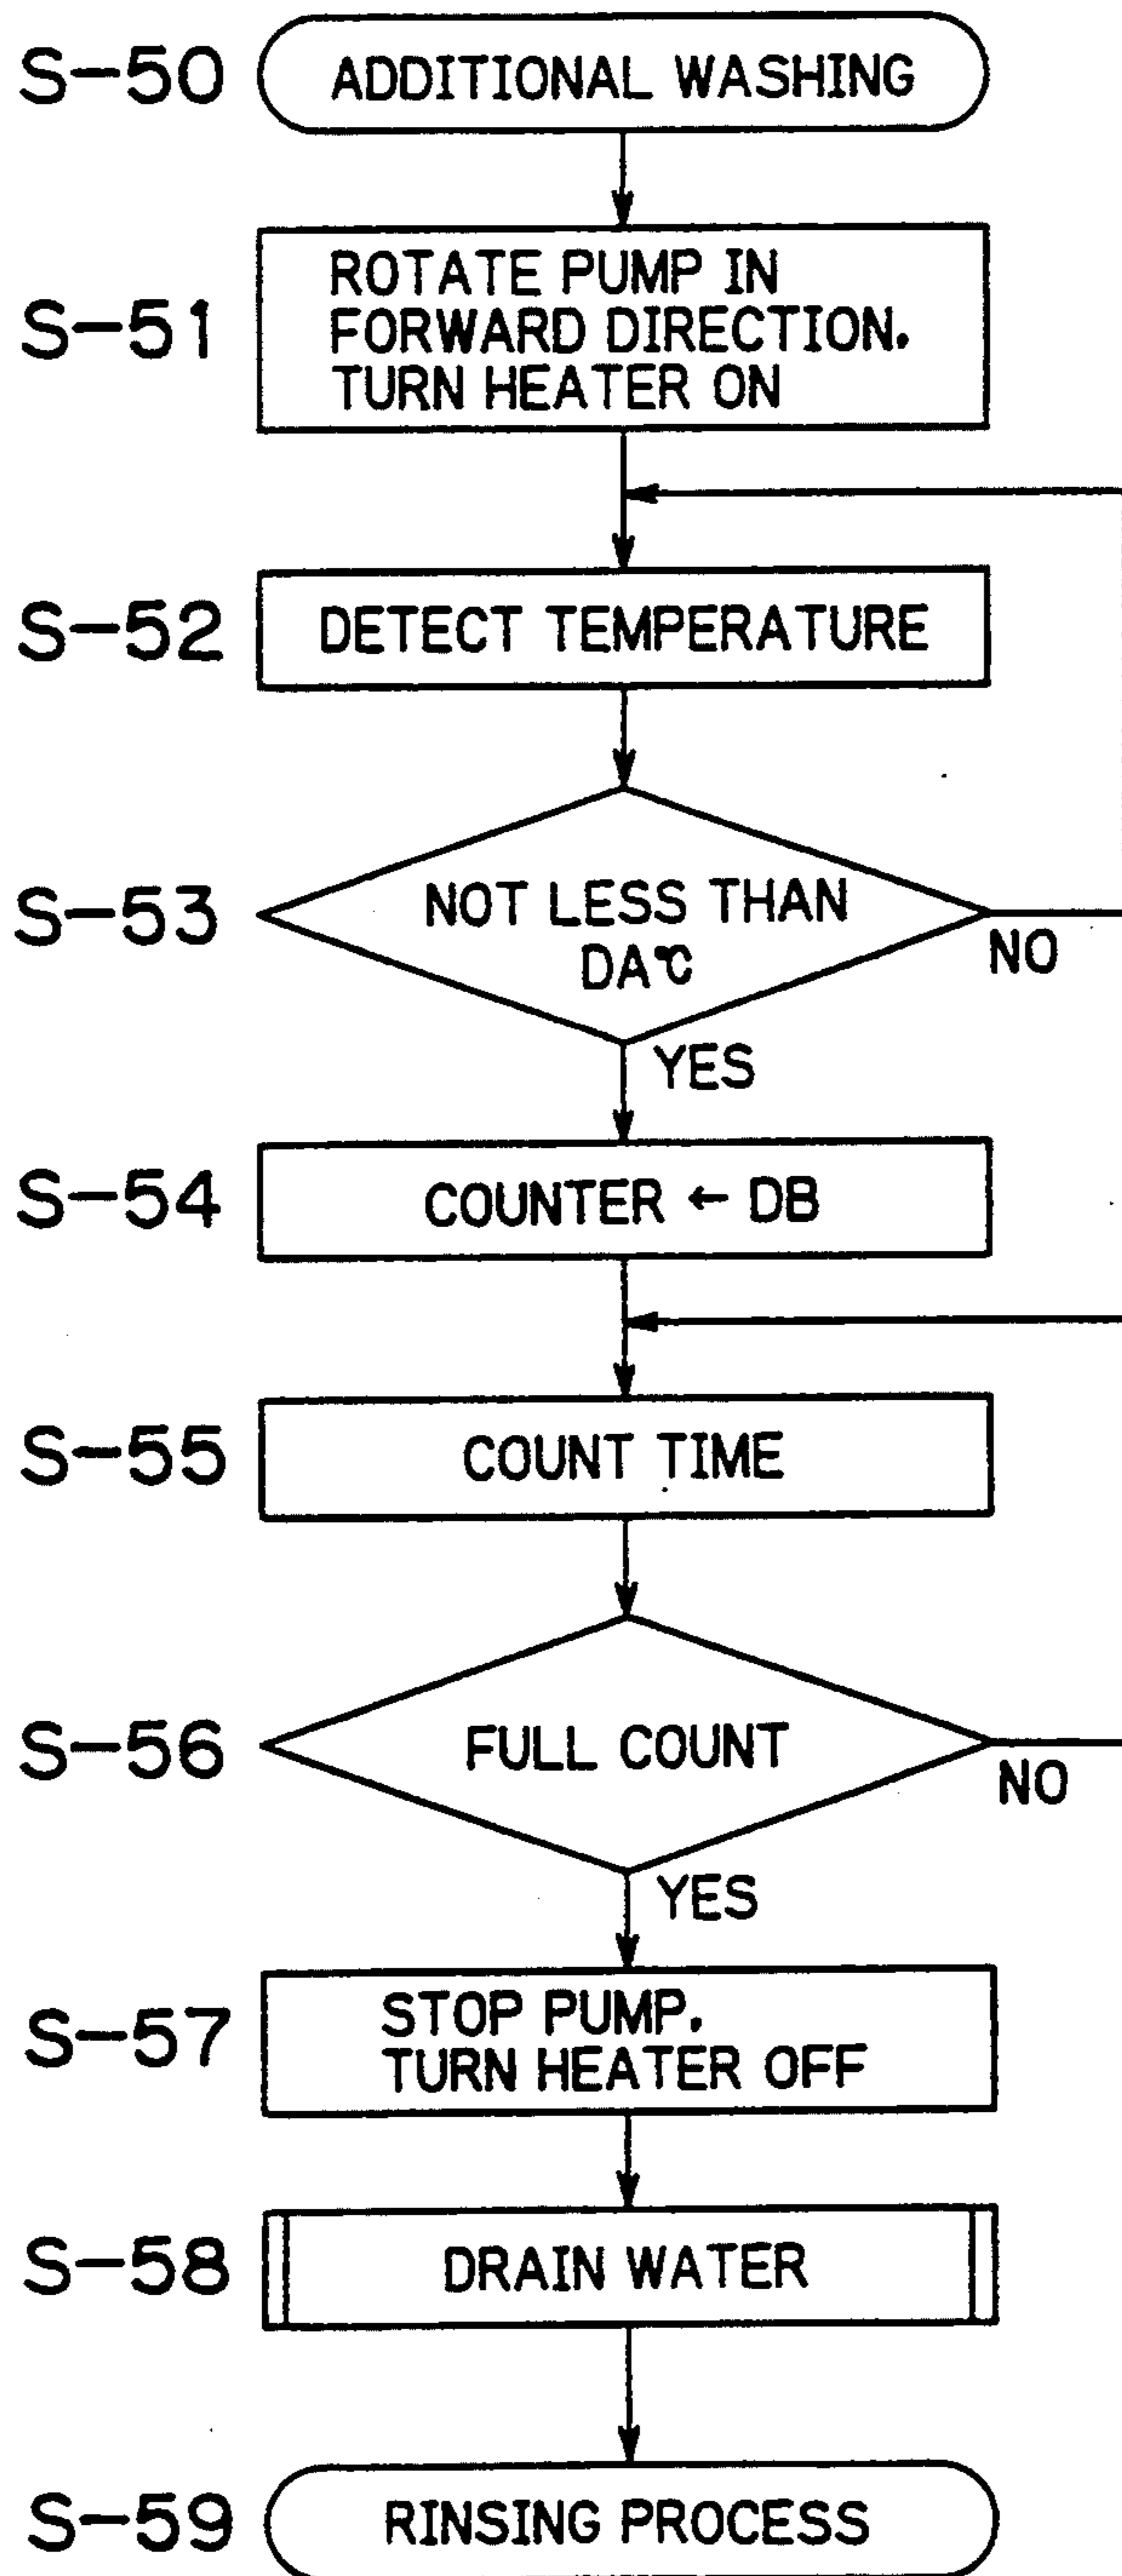 S-50 ADDITIONAL WASHING
S-51 ROTATE PUMP IN
FORWARD DIRECTION.
TURN HEATER ON
S-52 DETECT TEMPERATURE
S-53 NOT LESS THAN
DA℃
NO
YES
S-54 COUNTER ← DB
S-55 COUNT TIME
S-56 FULL COUNT
NO
YES
S-57 STOP PUMP.
TURN HEATER OFF
S-58 DRAIN WATER
S-59 RINSING PROCESS